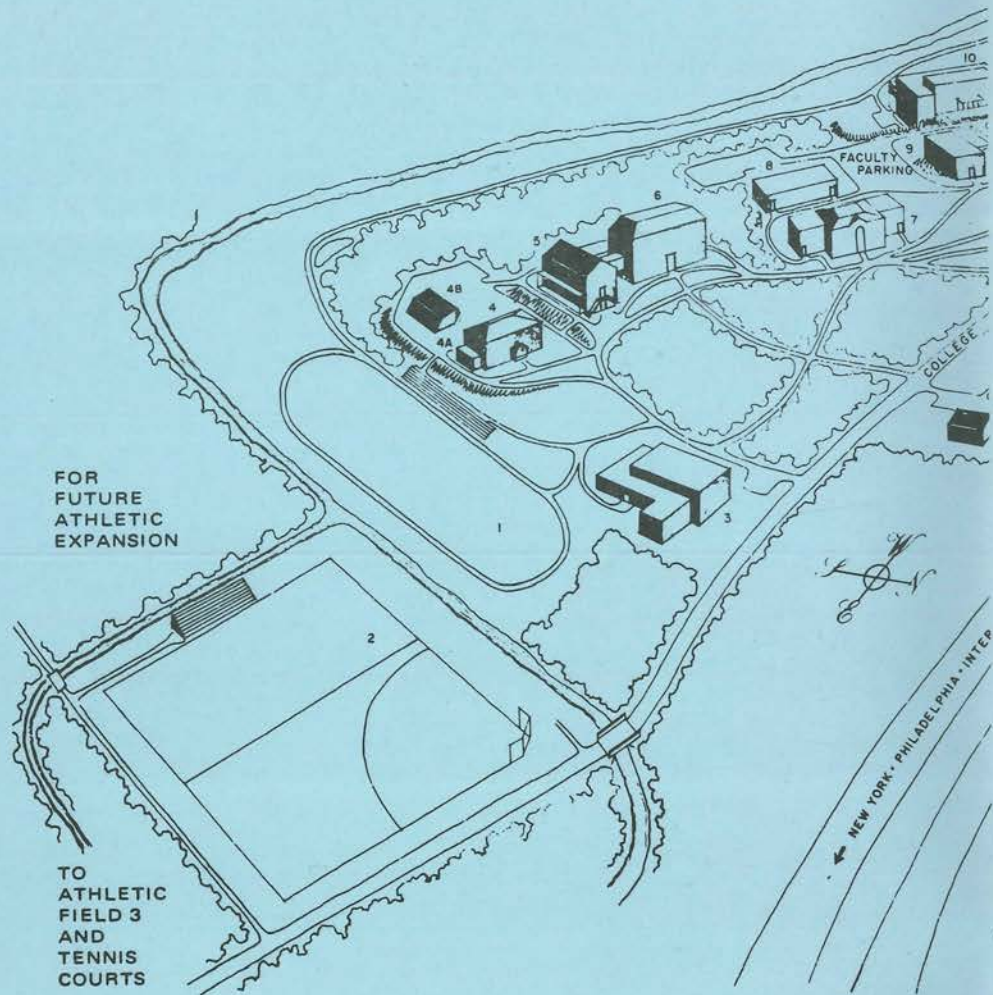 10
9
FACULTY
PARKING
8
6
7
5
4B
4
4A
COLLEGE
FOR
FUTURE
ATHLETIC
EXPANSION
1
3
W
N
E
2
NEW YORK • PHILADELPHIA • INTER
TO
ATHLETIC
FIELD 3
AND
TENNIS
COURTS